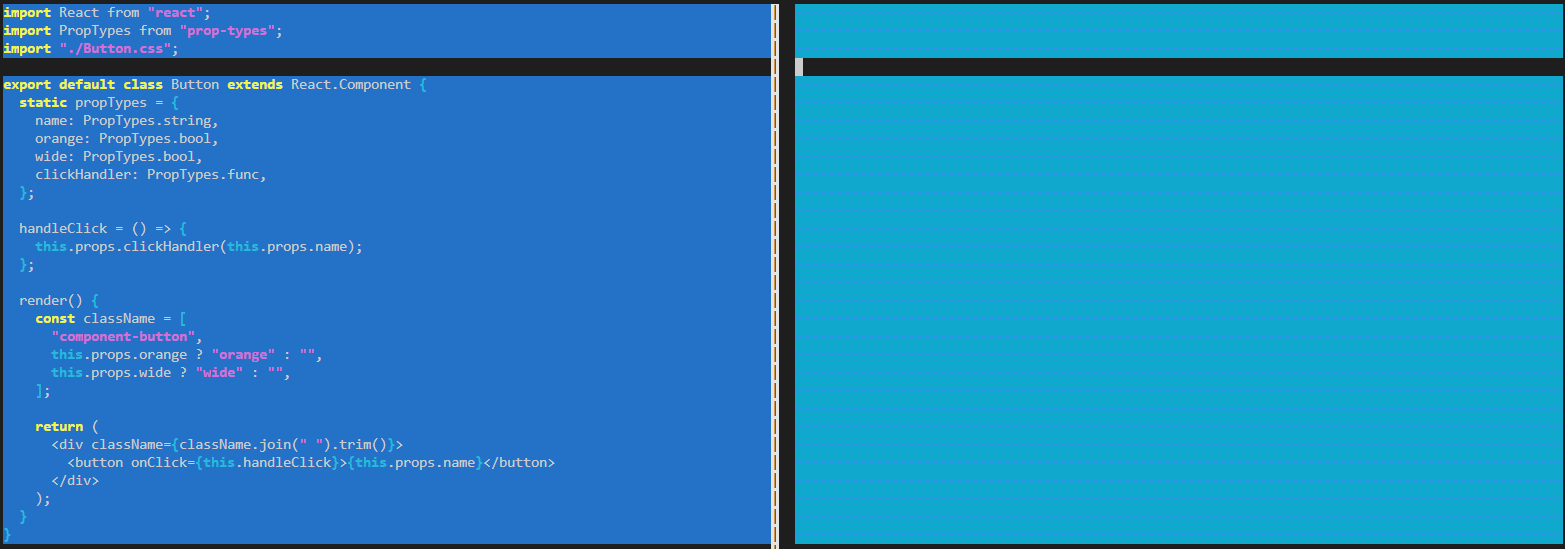 import React from "react";
import PropTypes from "prop-types";
import "./Button.css";

export default class Button extends React.Component {
  static propTypes = {
    name: PropTypes.string,
    orange: PropTypes.bool,
    wide: PropTypes.bool,
    clickHandler: PropTypes.func,
  };

  handleClick = () => {
    this.props.clickHandler(this.props.name);
  };

  render() {
    const className = [
      "component-button",
      this.props.orange ? "orange" : "",
      this.props.wide ? "wide" : "",
    ];

    return (
      <div className={className.join(" ").trim()}>
        <button onClick={this.handleClick}>{this.props.name}</button>
      </div>
    );
  }
}